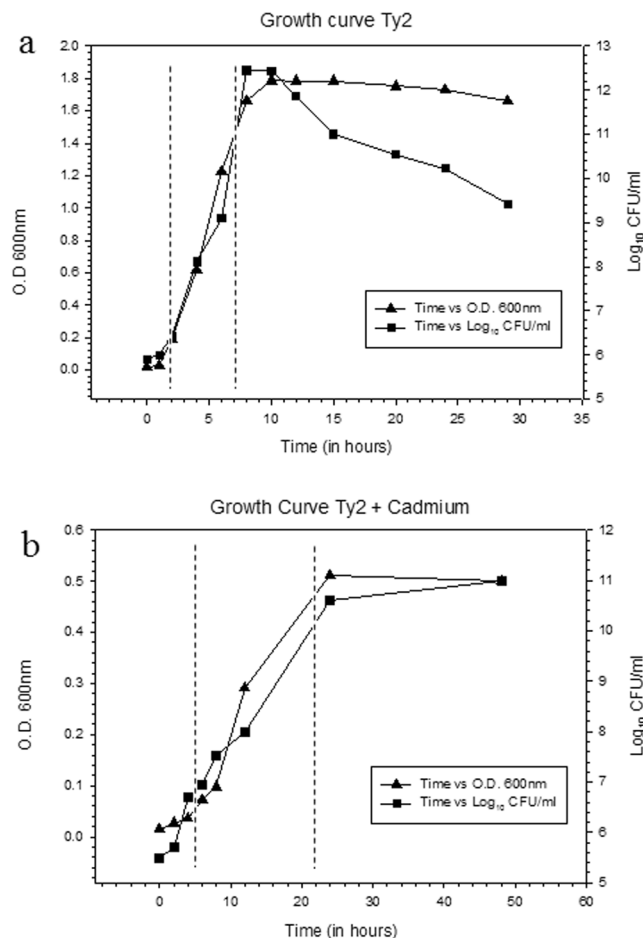 a
Growth curve Ty2
2.0
1.8
1.6
1.4
1.2
1.0
0.8
0.6
0.4
0.2
0.0
O.D 600nm
13
12
11
10
9
8
7
6
5
Log10 CFU/ml
Time vs O.D. 600nm
Time vs Log10 CFU/ml
0 5 10 15 20 25 30 35
Time (in hours)
b
Growth Curve Ty2 + Cadmium
0.6
0.5
0.4
0.3
0.2
0.1
0.0
O.D. 600nm
12
11
10
9
8
7
6
5
Log10 CFU/ml
Time vs O.D. 600nm
Time vs Log10 CFU/ml
0 10 20 30 40 50 60
Time (in hours)